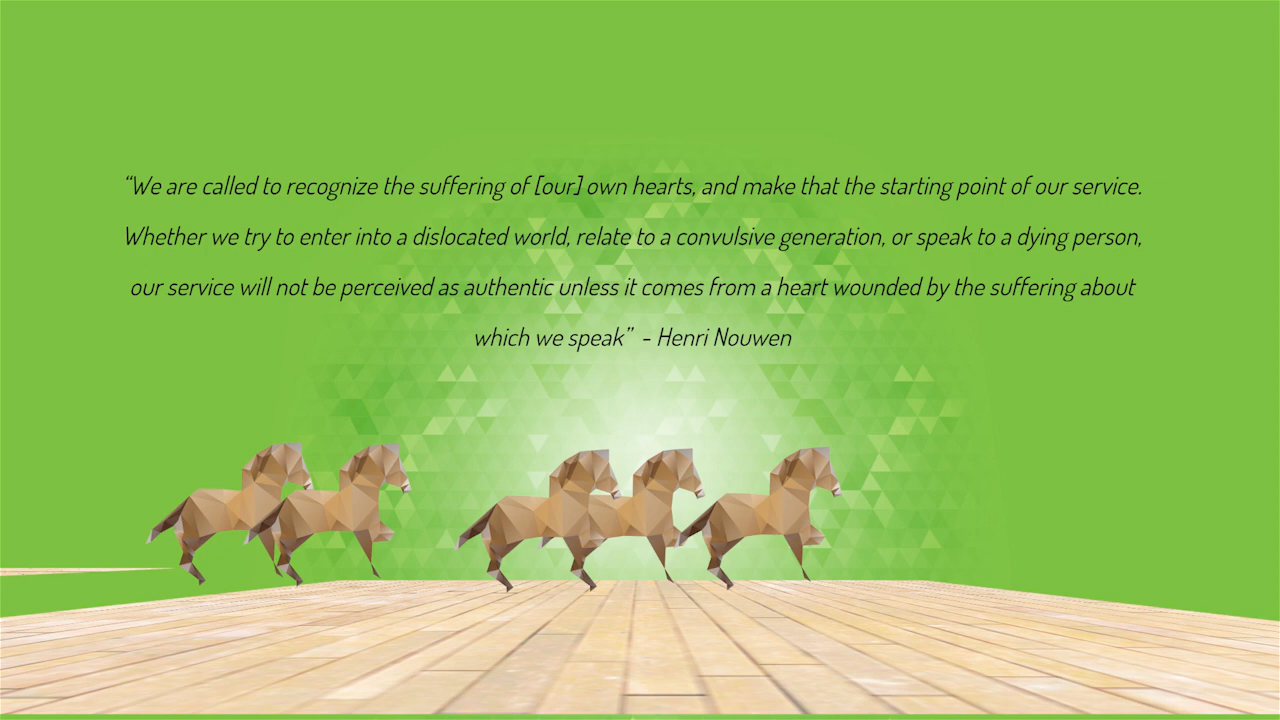 “We are called to recognize the suffering of [our] own hearts, and make that the starting point of our service.
Whether we try to enter into a dislocated world, relate to a convulsive generation, or speak to a dying person,
our service will not be perceived as authentic unless it comes from a heart wounded by the suffering about
which we speak” - Henri Nouwen